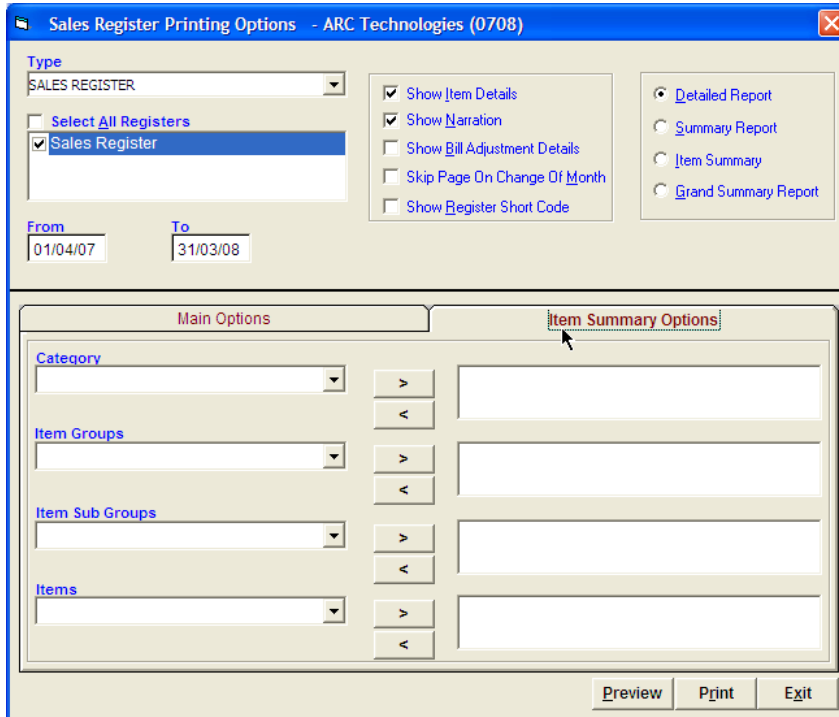 Sales Register Printing Options - ARC Technologies (0708)
Type
SALES REGISTER
Select All Registers
Sales Register
From To
01/04/07 31/03/08
Show Item Details
Show Narration
Show Bill Adjustment Details
Skip Page On Change Of Month
Show Register Short Code
Detailed Report
Summary Report
Item Summary
Grand Summary Report
Main Options Item Summary Options
Category
>
<
Item Groups
>
<
Item Sub Groups
>
<
Items
>
<
Preview Print Exit